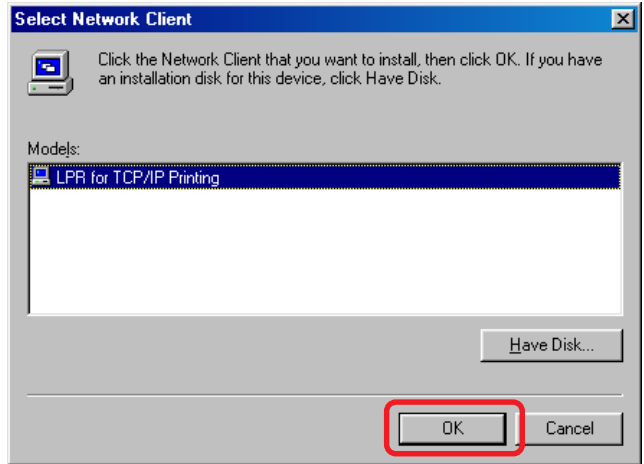 Select Network Client
Click the Network Client that you want to install, then click OK. If you have
an installation disk for this device, click Have Disk.
Models:
LPR for TCP/IP Printing
Have Disk...
OK
Cancel